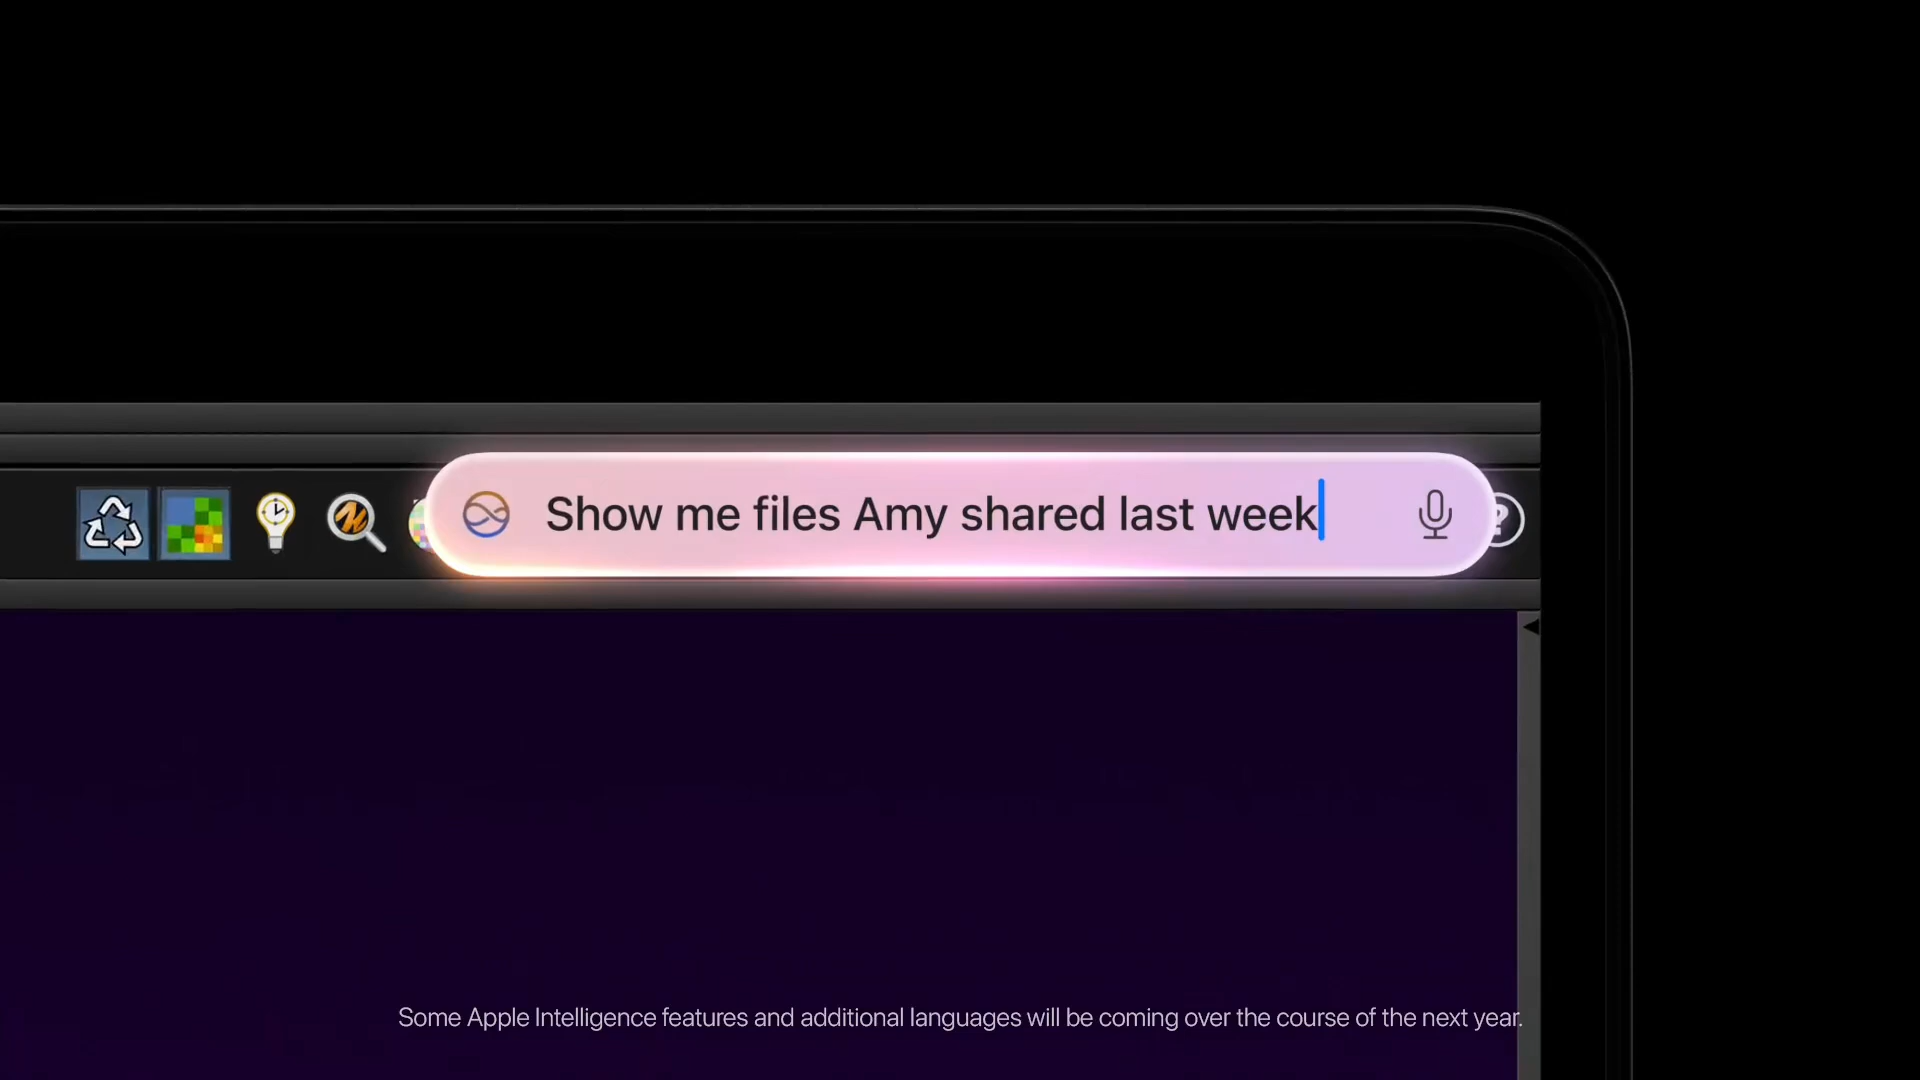 Show me files Amy shared last week
Some Apple Intelligence features and additional languages will be coming over the course of the next year.